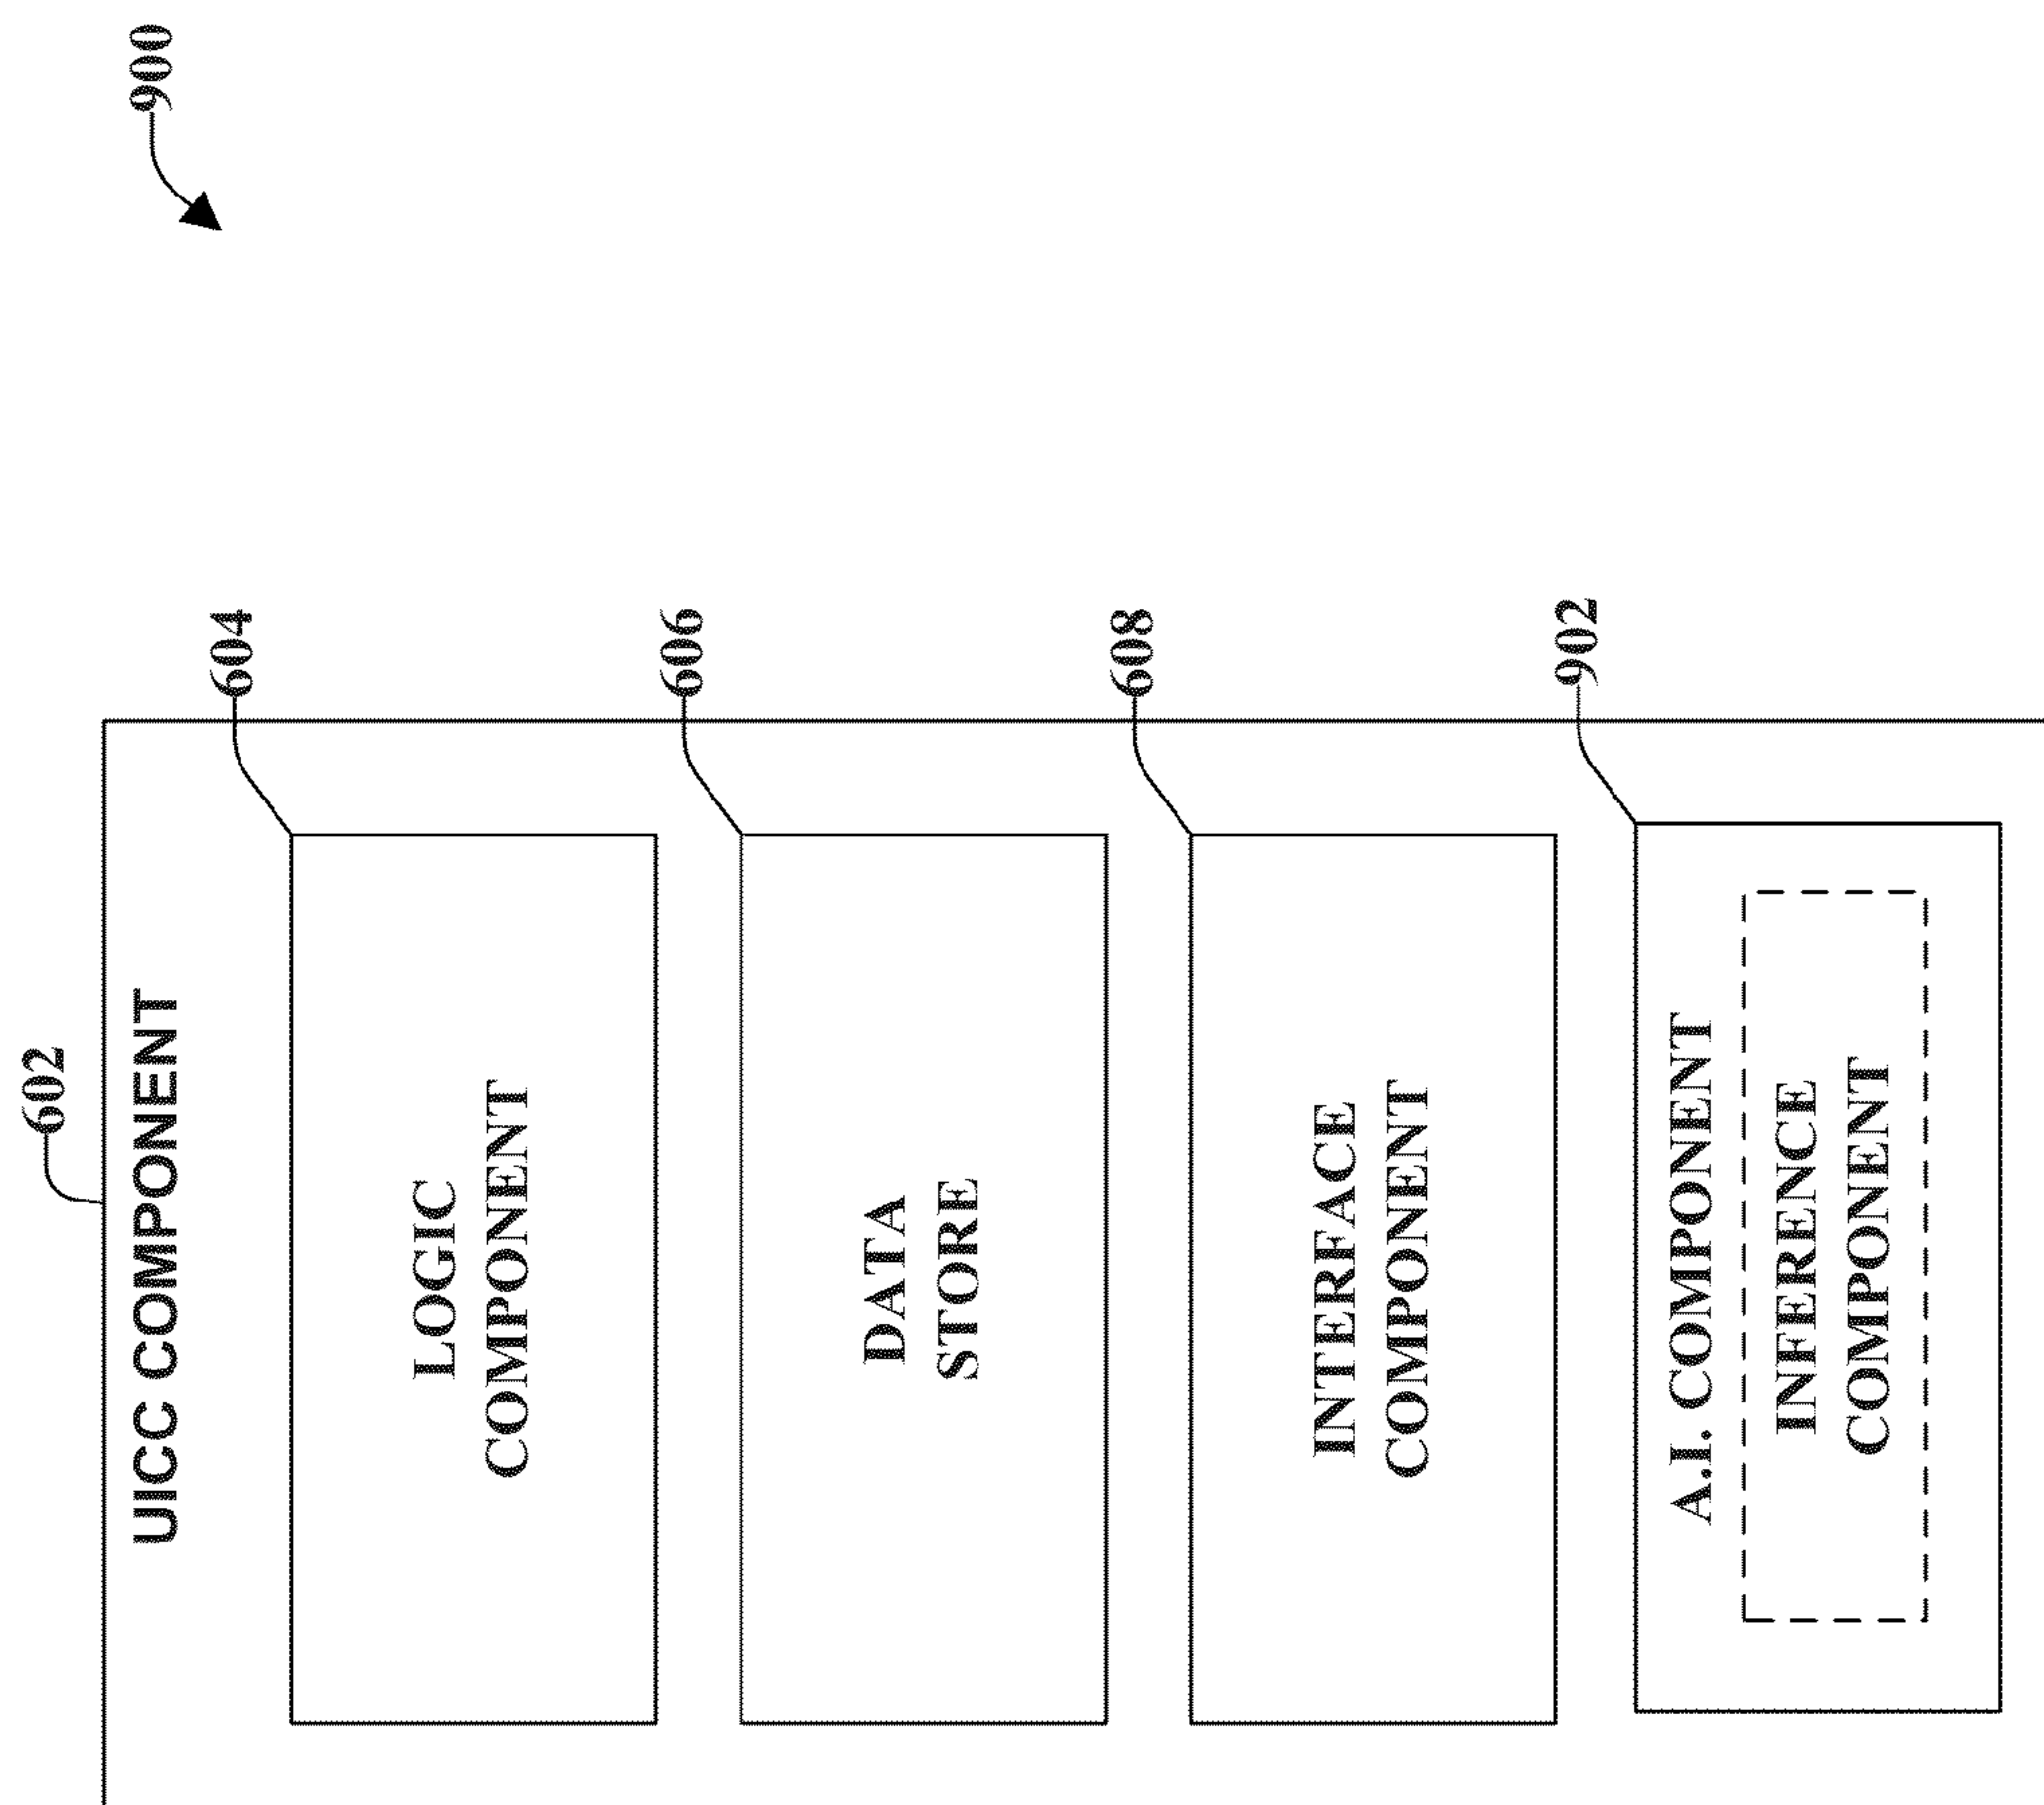 900
602
UICC COMPONENT
604
LOGIC
COMPONENT
606
DATA
STORE
608
INTERFACE
COMPONENT
902
A.I. COMPONENT
INFERENCE
COMPONENT